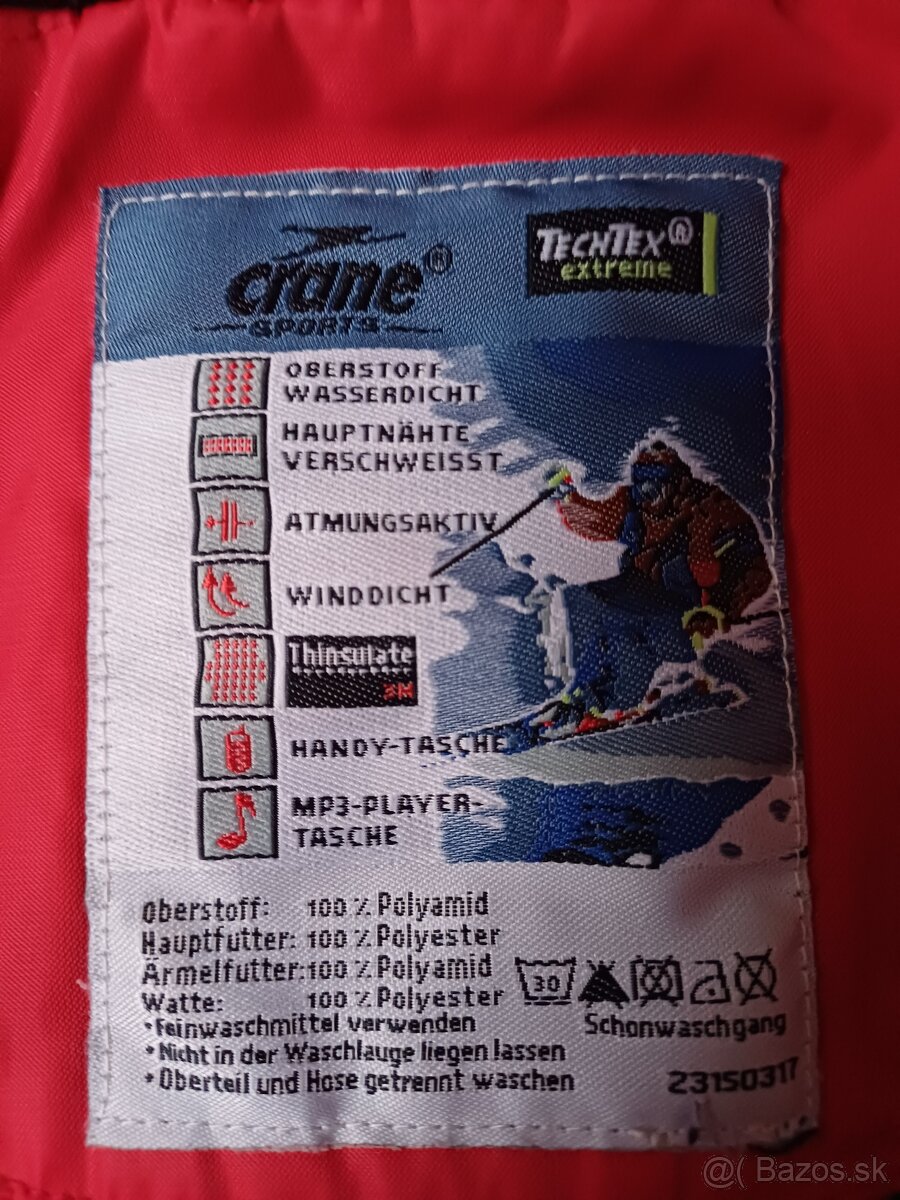 crane®
SPORTS
TECHTEX®
extreme
OBERSTOFF
WASSERDICHT
HAUPTNÄHTE
VERSCHWEISST
ATMUNGSAKTIV
WINDDICHT
Thinsulate
3M
HANDY-TASCHE
MP3-PLAYER-
TASCHE
Oberstoff: 100 % Polyamid
Hauptfutter: 100 % Polyester
Ärmelfutter: 100 % Polyamid
Watte: 100 % Polyester
30
•Feinwaschmittel verwenden
Schonwaschgang
•Nicht in der Waschlauge liegen lassen
•Oberteil und Hose getrennt waschen
23150317
@( Bazos.sk